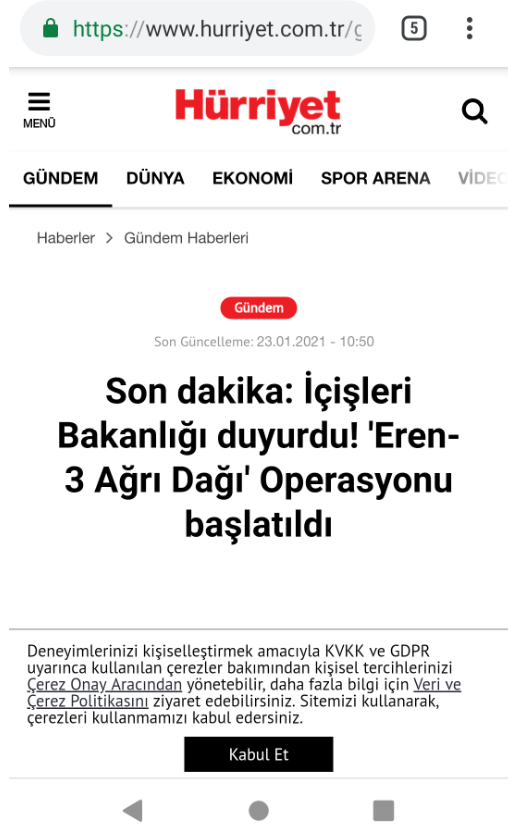 https://www.hurriyet.com.tr/g
5
MENÜ
Hürriyet
com.tr
GÜNDEM DÜNYA EKONOMİ SPOR ARENA VİDEO
Haberler > Gündem Haberleri
Gündem
Son Güncelleme: 23.01.2021 - 10:50
Son dakika: İçişleri
Bakanlığı duyurdu! 'Eren-
3 Ağrı Dağı' Operasyonu
başlatıldı
Deneyimlerinizi kişiselleştirmek amacıyla KVKK ve GDPR
uyarınca kullanılan çerezler bakımından kişisel tercihlerinizi
Çerez Onay Aracından yönetebilir, daha fazla bilgi için Veri ve
Çerez Politikasını ziyaret edebilirsiniz. Sitemizi kullanarak,
çerezleri kullanmamızı kabul edersiniz.
Kabul Et